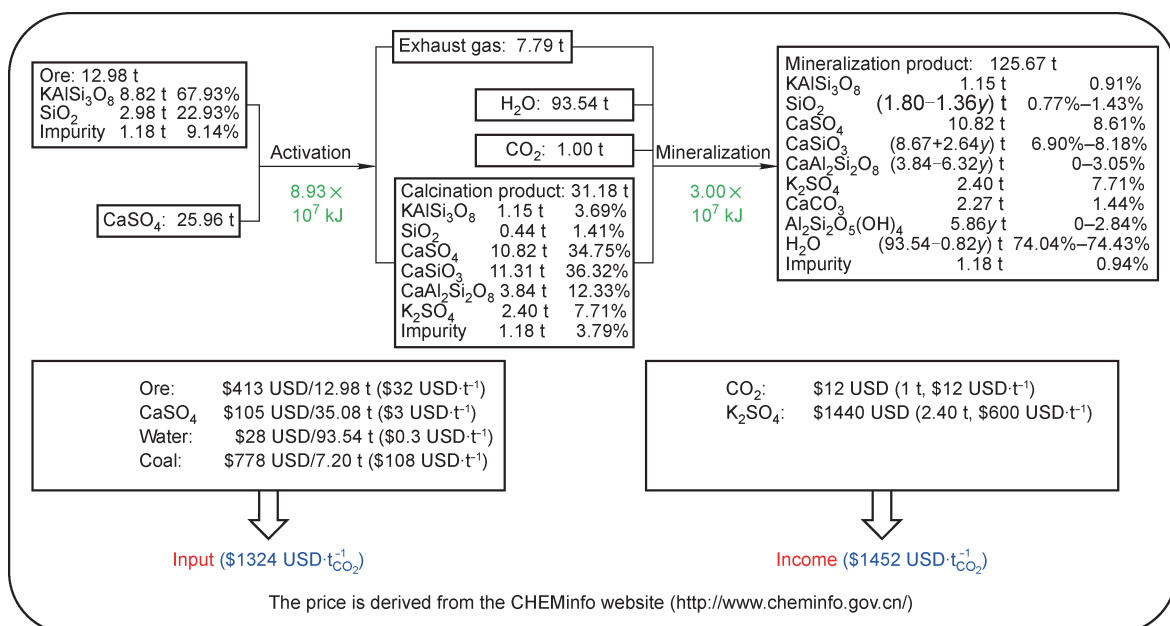 Ore: 12.98 t
KAlSi₃O₈ 8.82 t 67.93%
SiO₂ 2.98 t 22.93%
Impurity 1.18 t 9.14%
CaSO₄: 25.96 t
Activation
8.93 ×
10⁷ kJ
Exhaust gas: 7.79 t
H₂O: 93.54 t
CO₂: 1.00 t
Calcination product: 31.18 t
KAlSi₃O₈ 1.15 t 3.69%
SiO₂ 0.44 t 1.41%
CaSO₄ 10.82 t 34.75%
CaSiO₃ 11.31 t 36.32%
CaAl₂Si₂O₈ 3.84 t 12.33%
K₂SO₄ 2.40 t 7.71%
Impurity 1.18 t 3.79%
Mineralization
3.00 ×
10⁷ kJ
Mineralization product: 125.67 t
KAlSi₃O₈ 1.15 t 0.91%
SiO₂ (1.80−1.36y) t 0.77%−1.43%
CaSO₄ 10.82 t 8.61%
CaSiO₃ (8.67+2.64y) t 6.90%−8.18%
CaAl₂Si₂O₈ (3.84−6.32y) t 0−3.05%
K₂SO₄ 2.40 t 7.71%
CaCO₃ 2.27 t 1.44%
Al₂Si₂O₅(OH)₄ 5.86y t 0−2.84%
H₂O (93.54−0.82y) t 74.04%−74.43%
Impurity 1.18 t 0.94%
Ore: $413 USD/12.98 t ($32 USD·t⁻¹)
CaSO₄ $105 USD/35.08 t ($3 USD·t⁻¹)
Water: $28 USD/93.54 t ($0.3 USD·t⁻¹)
Coal: $778 USD/7.20 t ($108 USD·t⁻¹)
Input ($1324 USD·t⁻¹CO₂)
CO₂: $12 USD (1 t, $12 USD·t⁻¹)
K₂SO₄: $1440 USD (2.40 t, $600 USD·t⁻¹)
Income ($1452 USD·t⁻¹CO₂)
The price is derived from the CHEMinfo website (http://www.cheminfo.gov.cn/)